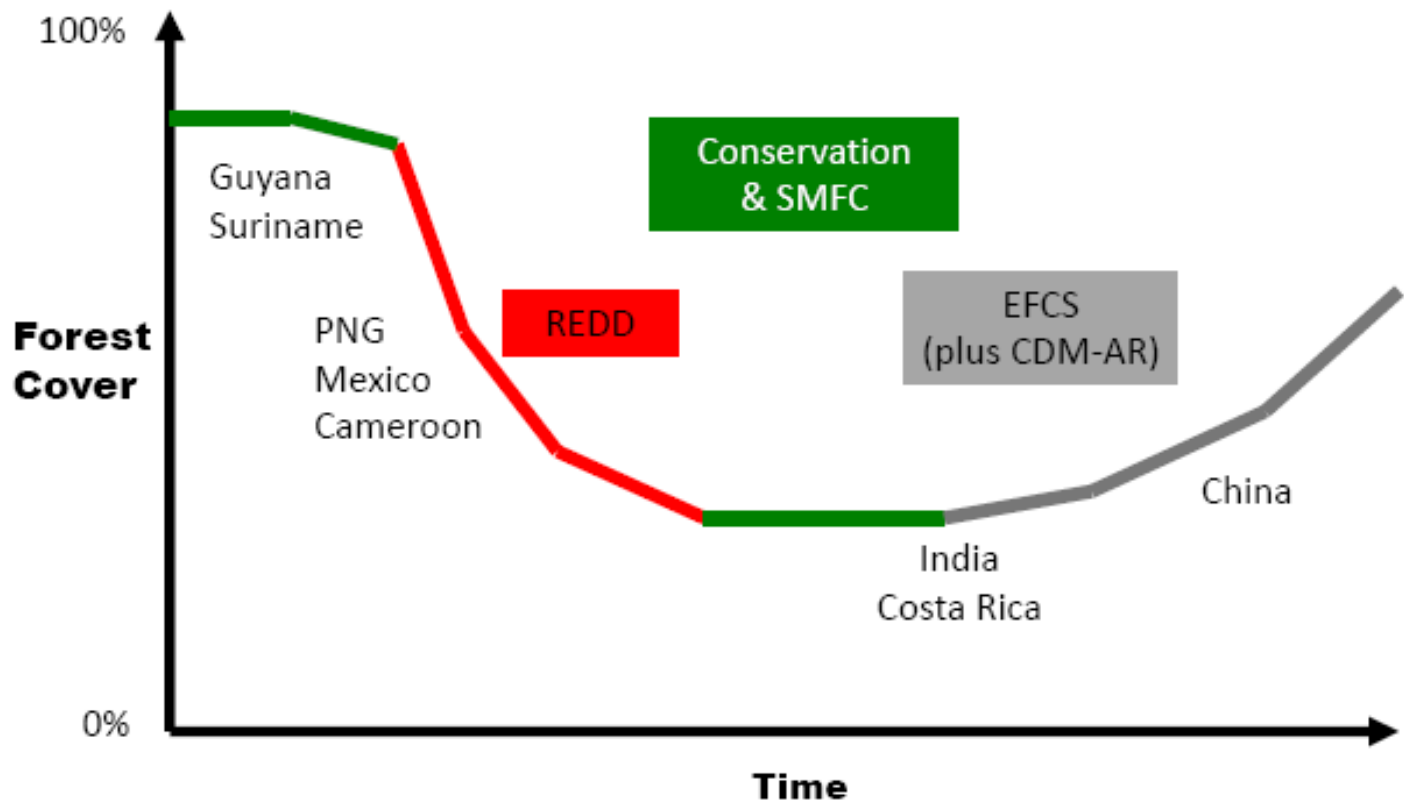 100%
Guyana
Suriname
Conservation
& SMFC
PNG
Mexico
Cameroon
REDD
EFCS
(plus CDM-AR)
Forest
Cover
China
India
Costa Rica
0%
Time